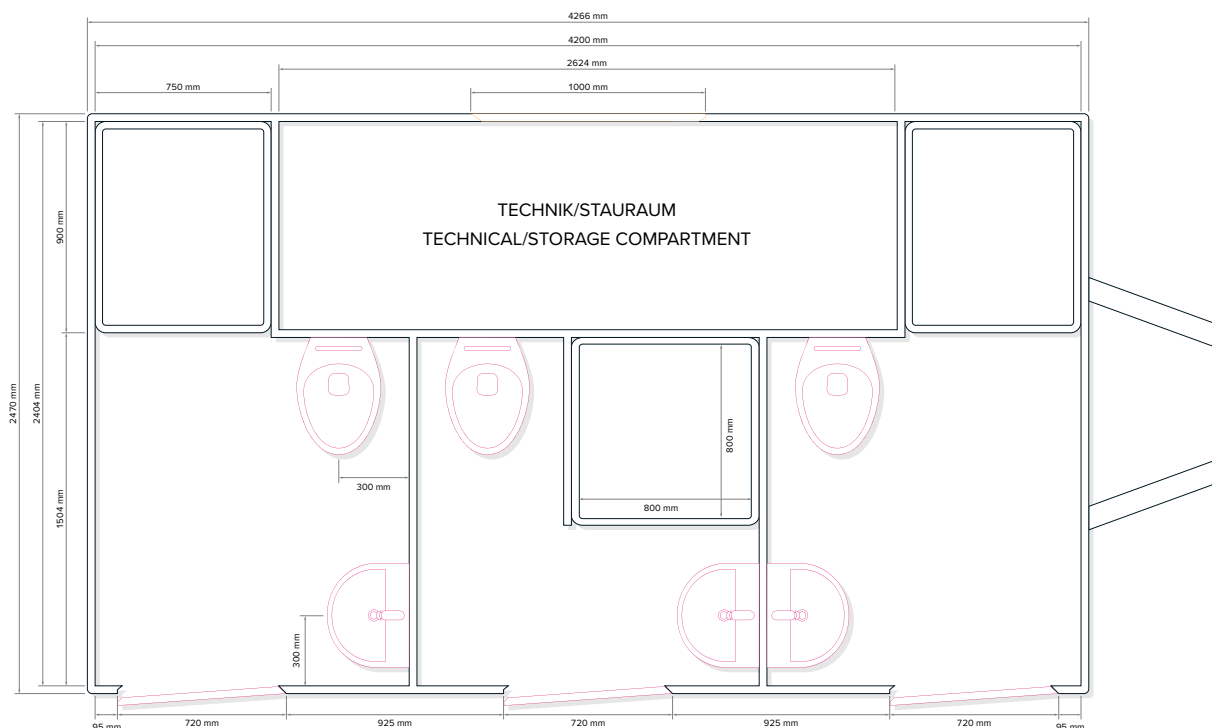 4266 mm
4200 mm
2624 mm
750 mm
1000 mm
TECHNIK/STAURAUM
TECHNICAL/STORAGE COMPARTMENT
900 mm
2470 mm
2404 mm
1504 mm
800 mm
800 mm
300 mm
300 mm
95 mm
720 mm
925 mm
720 mm
925 mm
720 mm
95 mm